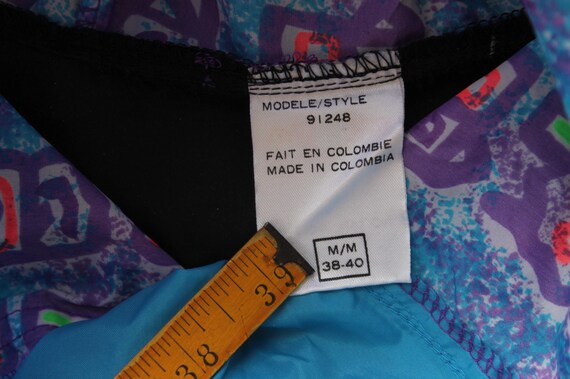 MODELE/STYLE
91248
FAIT EN COLOMBIE
MADE IN COLOMBIA
M/M
38-40
39
38